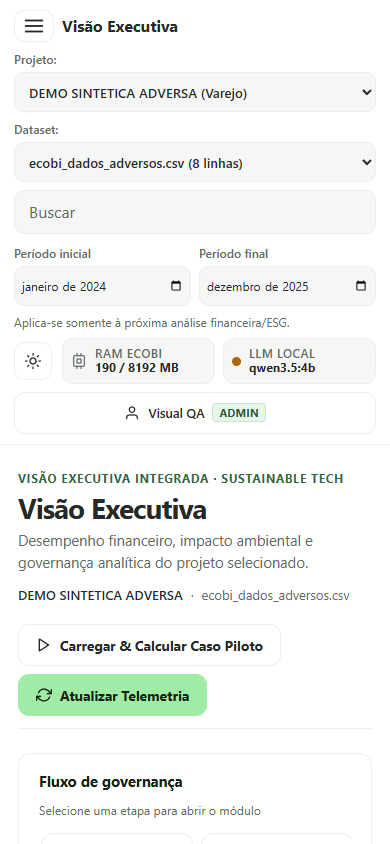 Visão Executiva
Projeto:
DEMO SINTETICA ADVERSA (Varejo)
Dataset:
ecobi_dados_adversos.csv (8 linhas)
Buscar
Período inicial
Período final
janeiro de 2024
dezembro de 2025
Aplica-se somente à próxima análise financeira/ESG.
RAM ECOBI
190 / 8192 MB
LLM LOCAL
qwen3.5:4b
Visual QA ADMIN
VISÃO EXECUTIVA INTEGRADA · SUSTAINABLE TECH
Visão Executiva
Desempenho financeiro, impacto ambiental e
governança analítica do projeto selecionado.
DEMO SINTETICA ADVERSA · ecobi_dados_adversos.csv
Carregar & Calcular Caso Piloto
Atualizar Telemetria
Fluxo de governança
Selecione uma etapa para abrir o módulo